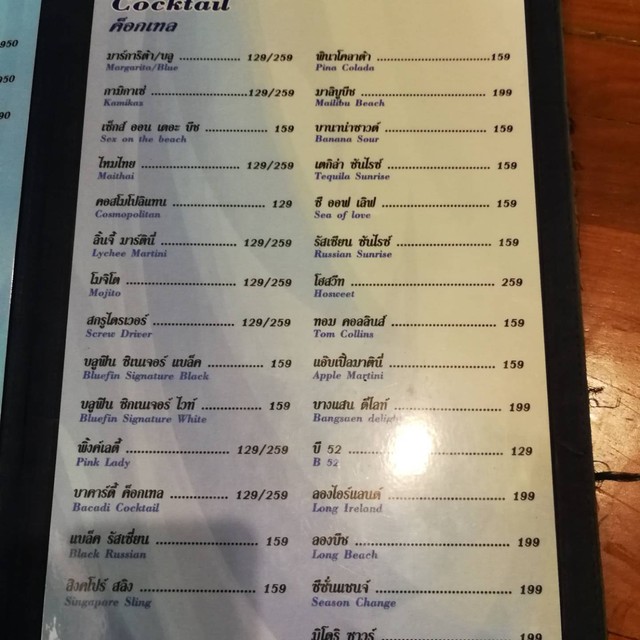 950
950
90
Cocktail
ค็อกเทล
มาร์การิต้า/บลู ................ 129/259
Margarita/Blue
กามิกาเซ่ ........................129/259
Kamikaz
เซ็กส์ ออน เดอะ บีช .................. 159
Sex on the beach
ไหมไทย .......................... 129/259
Maithai
คอสโมโปลิแทน ........................ 129
Cosmopolitan
ลิ้นจี้ มาร์ตินี่ .................... 129/259
Lychee Martini
โมจิโต ............................ 129/259
Mojito
สกรูไดรเวอร์ ...................... 129/259
Screw Driver
บลูฟิน ซิเนเจอร์ แบล็ค ............... 159
Bluefin Signature Black
บลูฟิน ซิกเนเจอร์ ไวท์ ............... 159
Bluefin Signature White
พิ้งค์เลดี้ ........................ 129/259
Pink Lady
บาคาร์ดี้ ค็อกเทล ................ 129/259
Bacadi Cocktail
แบล็ค รัสเซี่ยน ...................... 159
Black Russian
สิงคโปร์ สลิง ........................ 159
Singapore Sling
พินาโคลาด้า ..............................159
Pina Colada
มาลิบูบีช .............................. 199
Mailibu Beach
บานาน่าซาวด์ .......................... 159
Banana Sour
เตกิล่า ซันไรซ์ ...................... 159
Tequila Sunrise
ซี ออฟ เลิฟ ............................ 159
Sea of love
รัสเซียน ซันไรซ์ ...................... 159
Russian Sunrise
โฮสวีท ................................ 259
Hosweet
ทอม คอลลินส์ .......................... 159
Tom Collins
แอ๊บเปิ้ลมาตินี่ ...................... 159
Apple Martini
บางแสน ดีไลท์ ........................ 199
Bangsaen delight
บี 52 .................................. 129
B 52
ลองไอร์แลนด์ .......................... 199
Long Ireland
ลองบีช ................................ 199
Long Beach
ซีซั่นแชนจ์ ............................ 199
Season Change
มิโดริ ซาวร์ .......................... 199